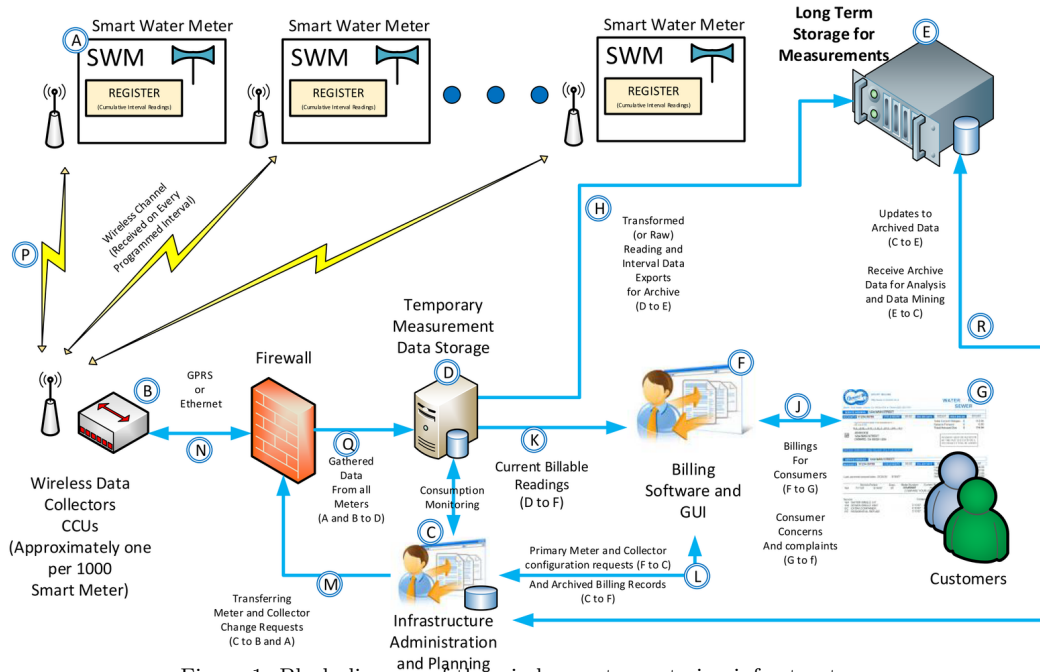 Smart Water Meter
A
SWM
REGISTER
(Cumulative Interval Readings)
Smart Water Meter
SWM
REGISTER
(Cumulative Interval Readings)
Smart Water Meter
SWM
REGISTER
(Cumulative Interval Readings)
Long Term
Storage for
Measurements
E
P
Wireless Channel
(Received on Every
Programmed Interval)
H
Transformed
(or Raw)
Reading and
Interval Data
Exports
for Archive
(D to E)
Updates to
Archived Data
(C to E)
Receive Archive
Data for Analysis
and Data Mining
(E to C)
R
B
GPRS
or
Ethernet
N
Wireless Data
Collectors
CCUs
(Approximately one
per 1000
Smart Meter)
Firewall
Q
Gathered
Data
From all
Meters
(A and B to D)
Temporary
Measurement
Data Storage
D
Consumption
Monitoring
K
Current Billable
Readings
(D to F)
F
Billing
Software and
GUI
J
Billings
For
Consumers
(F to G)
Consumer
Concerns
And complaints
(G to f)
G
WATER
SEWER
Customers
M
Transferring
Meter and Collector
Change Requests
(C to B and A)
C
Infrastructure
Administration
and Planning
Primary Meter and Collector
configuration requests (F to C)
And Archived Billing Records
(C to F)
L